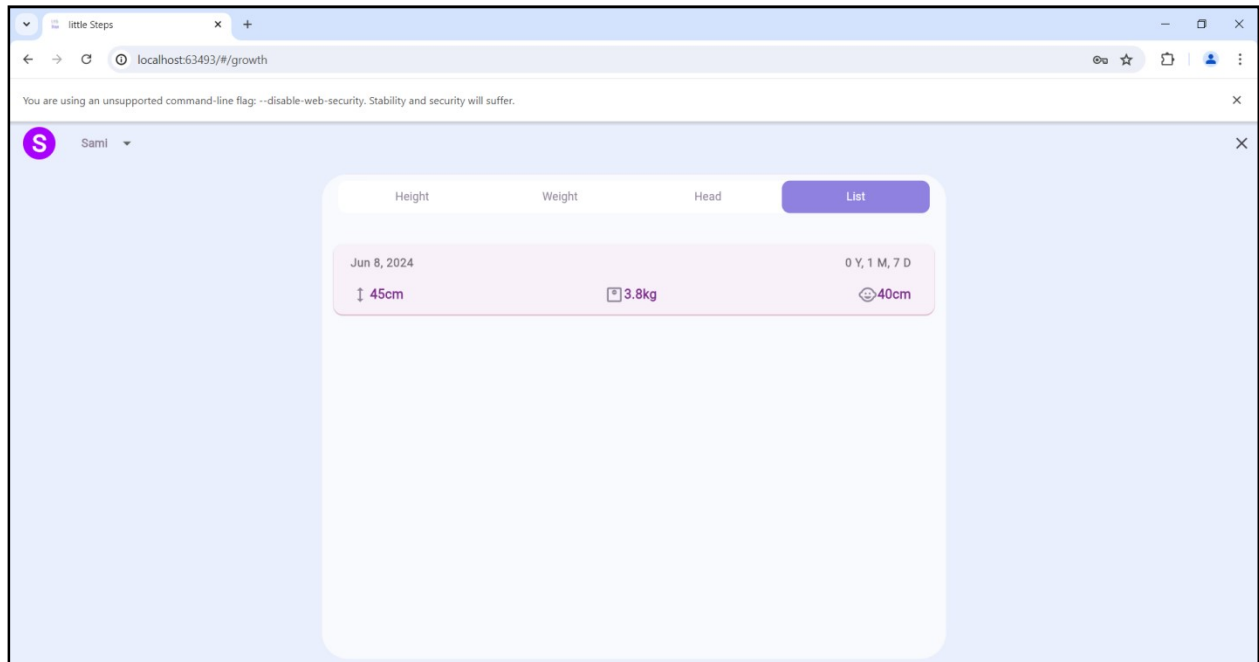 little Steps
localhost:63493/#/growth
You are using an unsupported command-line flag: --disable-web-security. Stability and security will suffer.
S
Sami
Height Weight Head List
Jun 8, 2024 0 Y, 1 M, 7 D
45cm 3.8kg 40cm